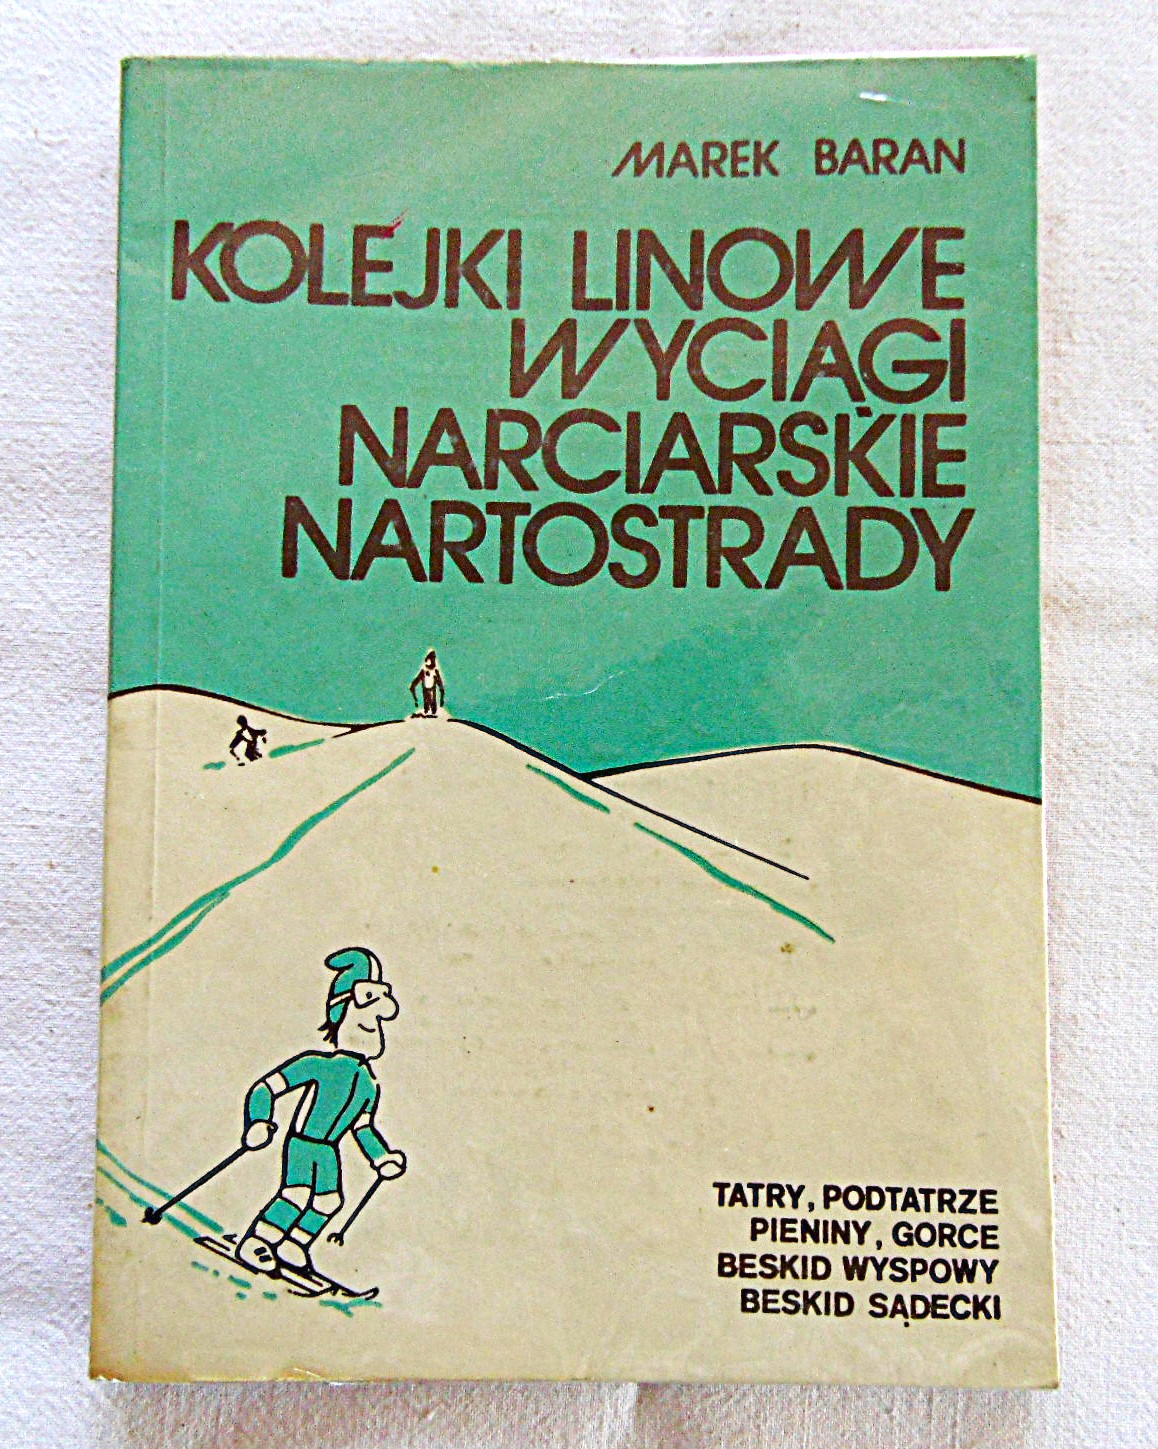 MAREK BARAN
KOLEJKI LINOWE
WYCIĄGI
NARCIARSKIE
NARTOSTRADY
TATRY, PODTATRZE
PIENINY, GORCE
BESKID WYSPOWY
BESKID SĄDECKI